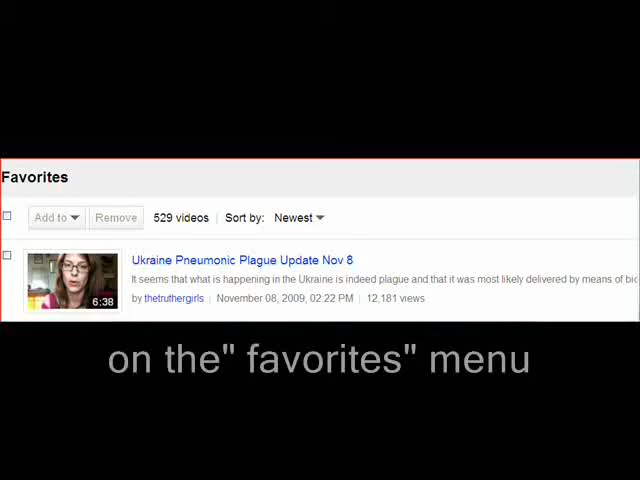 Favorites
Add to Remove 529 videos Sort by: Newest
Ukraine Pneumonic Plague Update Nov 8
It seems that what is happening in the Ukraine is indeed plague and that it was most likely delivered by means of bio
by thetruthergirls November 08, 2009, 02:22 PM 12,181 views
6:38
on the" favorites" menu